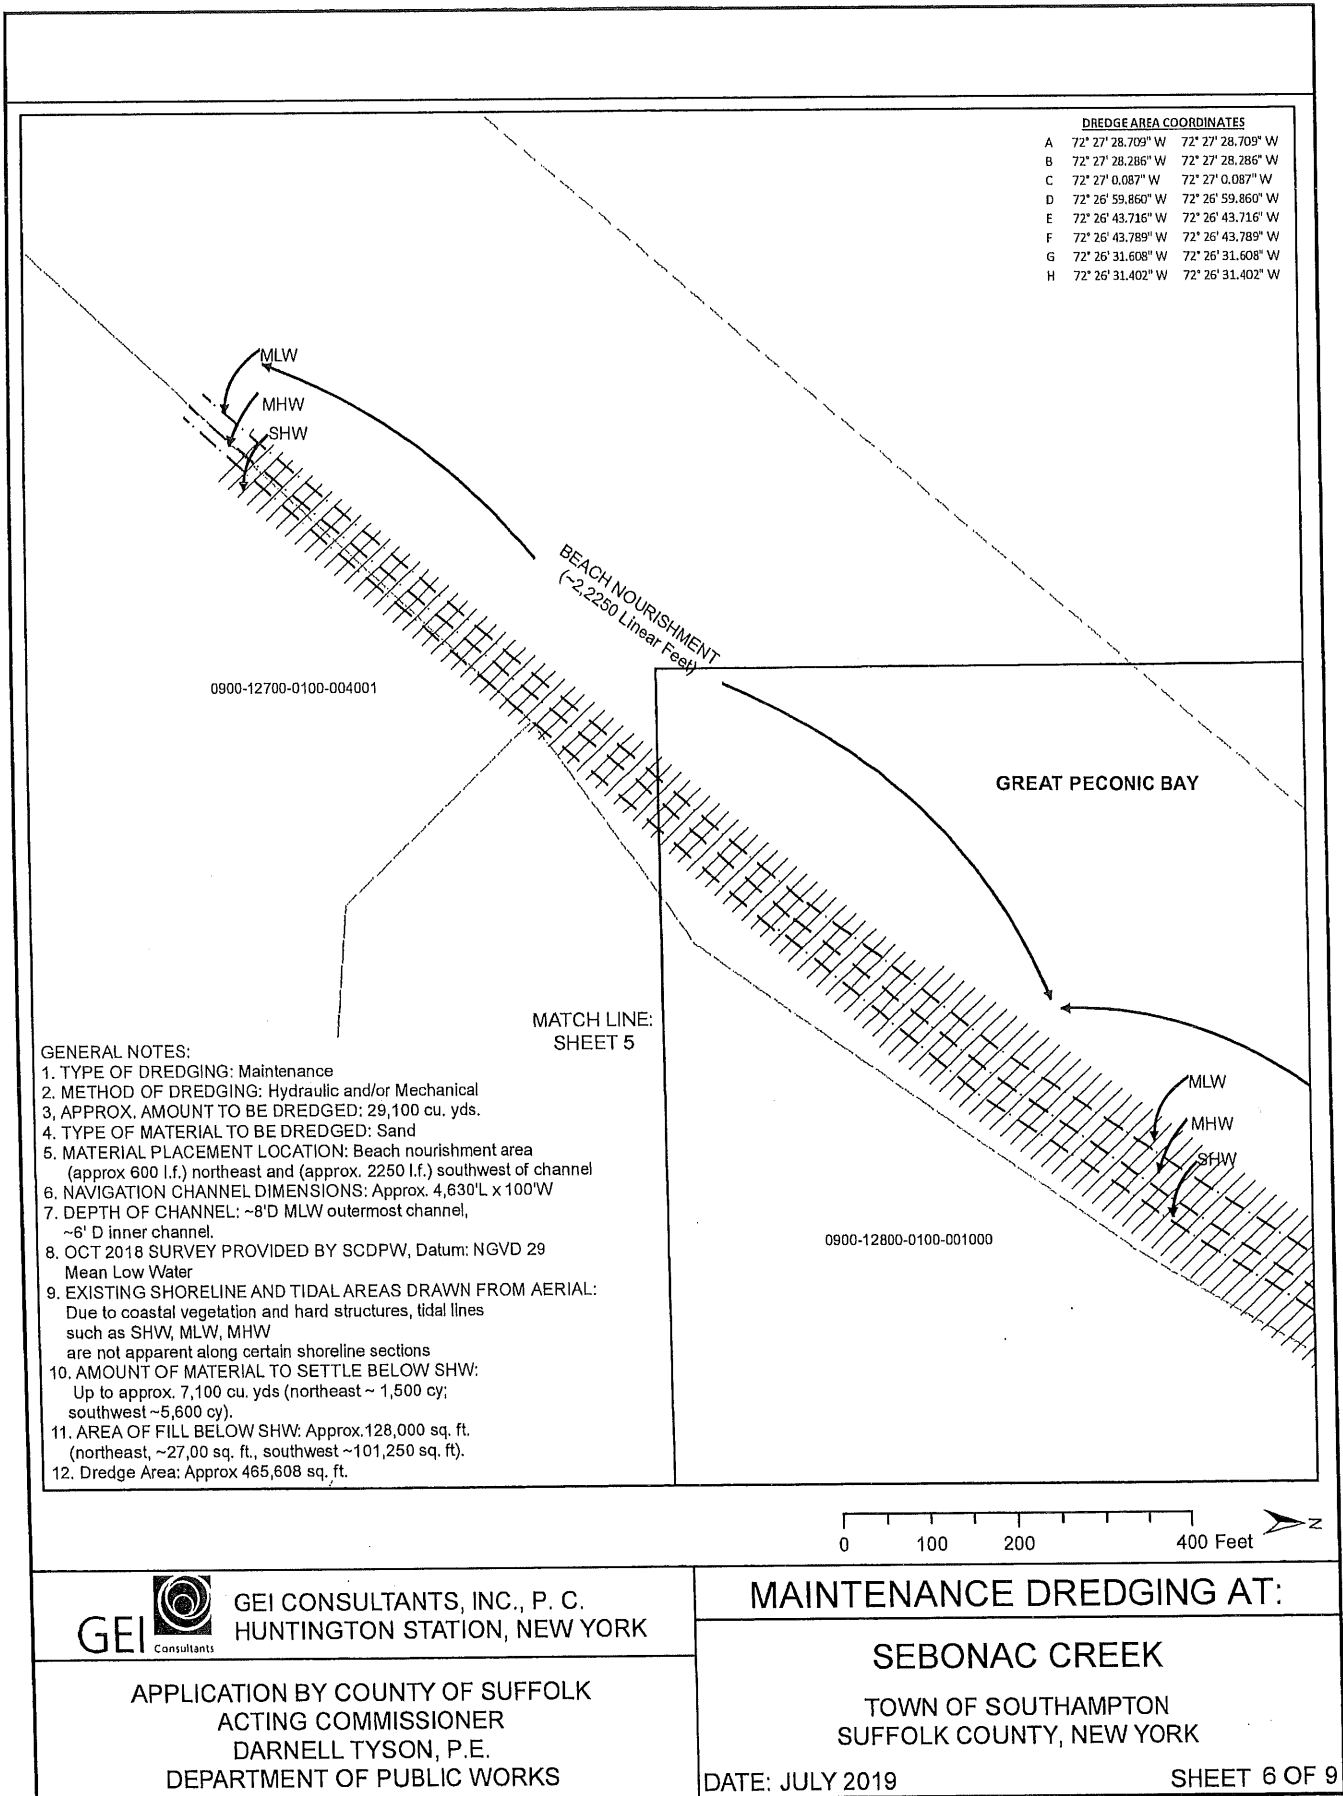 DREDGE AREA COORDINATES
A 72° 27' 28.709" W 72° 27' 28.709" W
B 72° 27' 28.286" W 72° 27' 28.286" W
C 72° 27' 0.087" W 72° 27' 0.087" W
D 72° 26' 59.860" W 72° 26' 59.860" W
E 72° 26' 43.716" W 72° 26' 43.716" W
F 72° 26' 43.789" W 72° 26' 43.789" W
G 72° 26' 31.608" W 72° 26' 31.608" W
H 72° 26' 31.402" W 72° 26' 31.402" W
MLW
MHW
SHW
BEACH NOURISHMENT
(~2,2250 Linear Feet)
0900-12700-0100-004001
GREAT PECONIC BAY
MATCH LINE:
SHEET 5
MLW
MHW
SHW
0900-12800-0100-001000
GENERAL NOTES:
1. TYPE OF DREDGING: Maintenance
2. METHOD OF DREDGING: Hydraulic and/or Mechanical
3, APPROX. AMOUNT TO BE DREDGED: 29,100 cu. yds.
4. TYPE OF MATERIAL TO BE DREDGED: Sand
5. MATERIAL PLACEMENT LOCATION: Beach nourishment area
(approx 600 l.f.) northeast and (approx. 2250 l.f.) southwest of channel
6. NAVIGATION CHANNEL DIMENSIONS: Approx. 4,630'L x 100'W
7. DEPTH OF CHANNEL: ~8'D MLW outermost channel,
~6' D inner channel.
8. OCT 2018 SURVEY PROVIDED BY SCDPW, Datum: NGVD 29
Mean Low Water
9. EXISTING SHORELINE AND TIDAL AREAS DRAWN FROM AERIAL:
Due to coastal vegetation and hard structures, tidal lines
such as SHW, MLW, MHW
are not apparent along certain shoreline sections
10. AMOUNT OF MATERIAL TO SETTLE BELOW SHW:
Up to approx. 7,100 cu. yds (northeast ~ 1,500 cy;
southwest ~5,600 cy).
11. AREA OF FILL BELOW SHW: Approx.128,000 sq. ft.
(northeast, ~27,00 sq. ft., southwest ~101,250 sq. ft).
12. Dredge Area: Approx 465,608 sq. ft.
0 100 200 400 Feet
N
GEI Consultants
GEI CONSULTANTS, INC., P. C.
HUNTINGTON STATION, NEW YORK
APPLICATION BY COUNTY OF SUFFOLK
ACTING COMMISSIONER
DARNELL TYSON, P.E.
DEPARTMENT OF PUBLIC WORKS
MAINTENANCE DREDGING AT:
SEBONAC CREEK
TOWN OF SOUTHAMPTON
SUFFOLK COUNTY, NEW YORK
DATE: JULY 2019
SHEET 6 OF 9